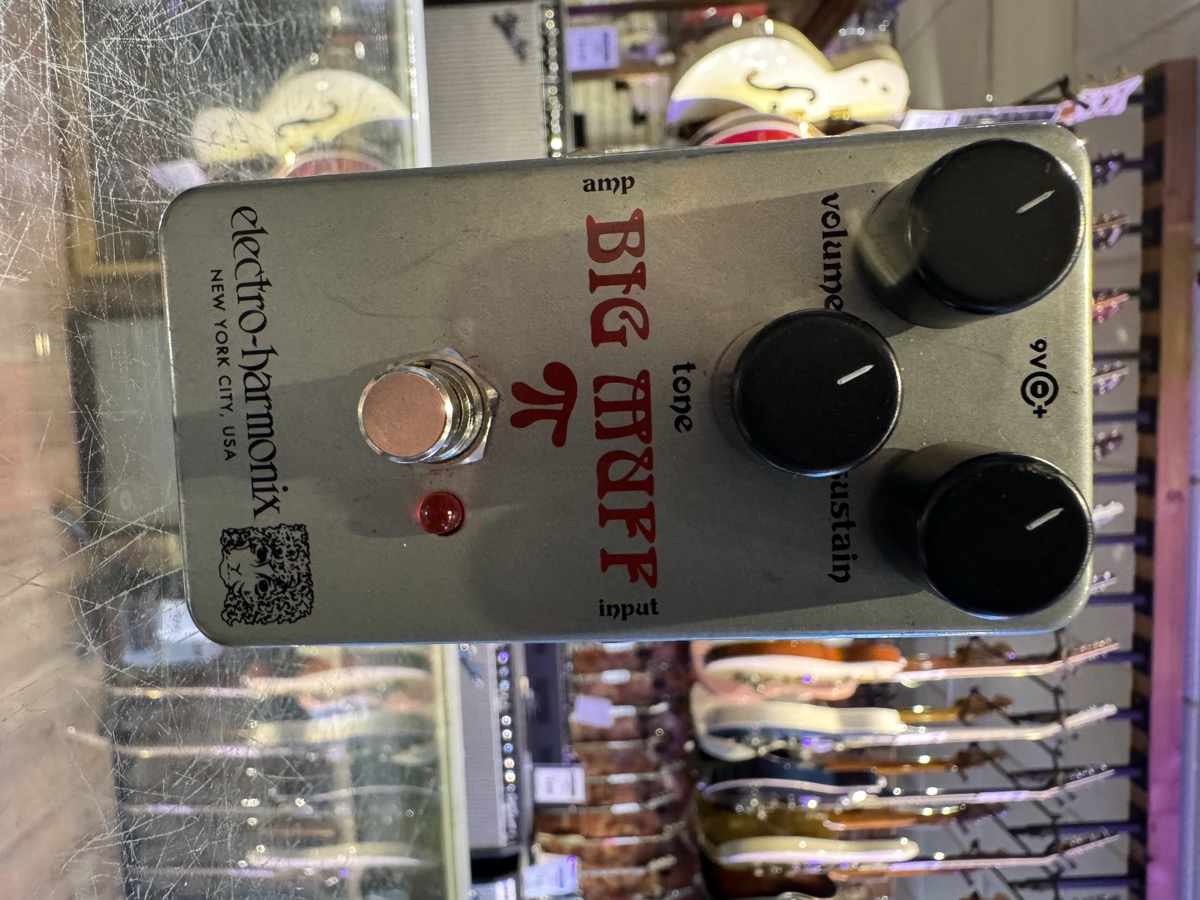 9V
volume
sustain
tone
amp
BIG MUFF
input
π
electro-harmonix
NEW YORK CITY, USA